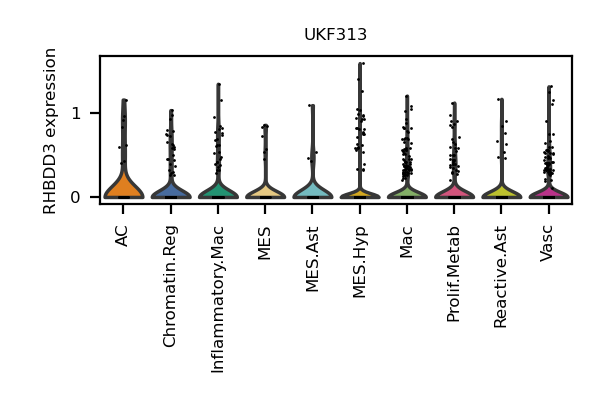 UKF313
RHBDD3 expression
1
0
AC
Chromatin.Reg
Inflammatory.Mac
MES
MES.Ast
MES.Hyp
Mac
Prolif.Metab
Reactive.Ast
Vasc